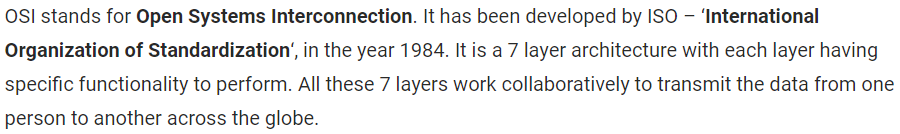 OSI stands for Open Systems Interconnection. It has been developed by ISO – ‘International
Organization of Standardization‘, in the year 1984. It is a 7 layer architecture with each layer having
specific functionality to perform. All these 7 layers work collaboratively to transmit the data from one
person to another across the globe.